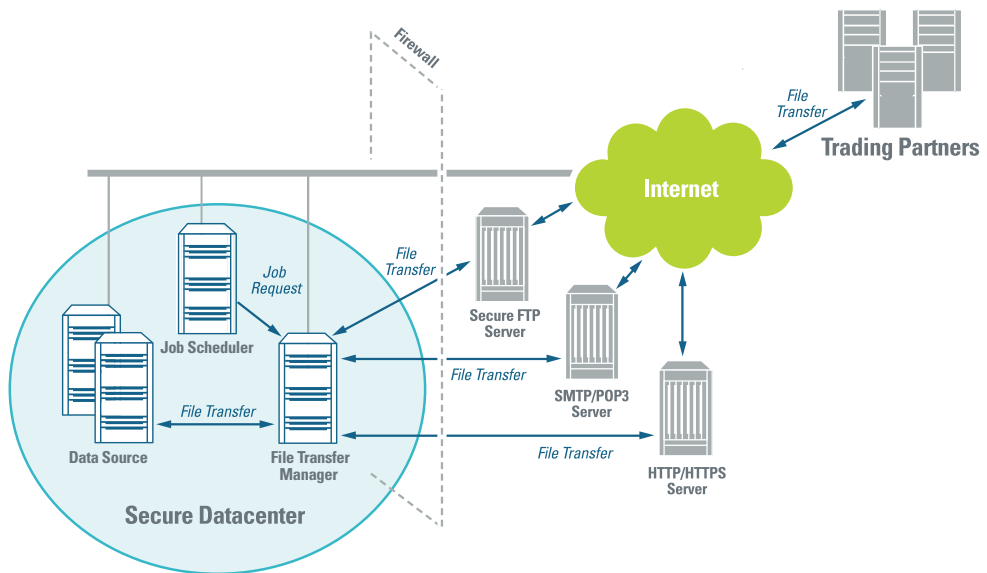 Firewall
Trading Partners
File
Transfer
Internet
File
Transfer
Job
Request
Secure FTP
Server
Job Scheduler
File Transfer
SMTP/POP3
Server
File Transfer
File Transfer
Data Source
File Transfer
Manager
HTTP/HTTPS
Server
Secure Datacenter